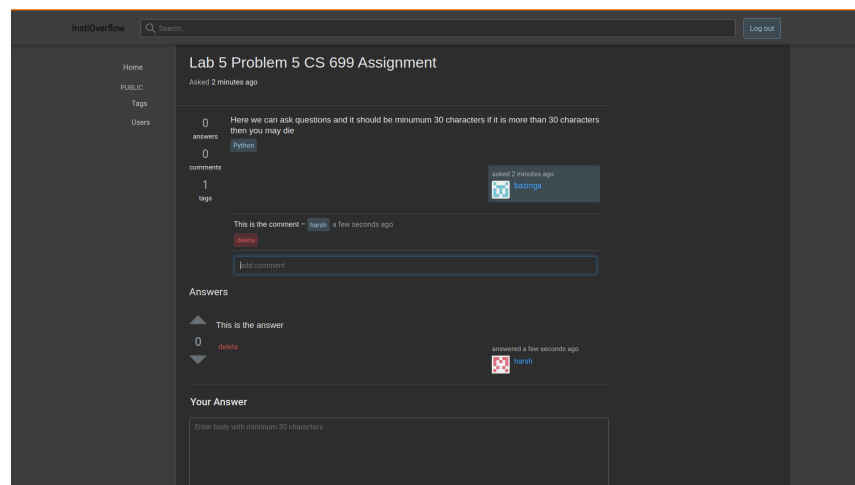 InstiOverflow
Search..
Log out
Home
PUBLIC
Tags
Users
Lab 5 Problem 5 CS 699 Assignment
Asked 2 minutes ago
0
answers
0
comments
1
tags
Here we can ask questions and it should be minumum 30 characters if it is more than 30 characters
then you may die
Python
asked 2 minutes ago
bazinga
This is the comment – harsh a few seconds ago
delete
add comment
Answers
This is the answer
0
delete
answered a few seconds ago
harsh
Your Answer
Enter body with minimum 30 characters